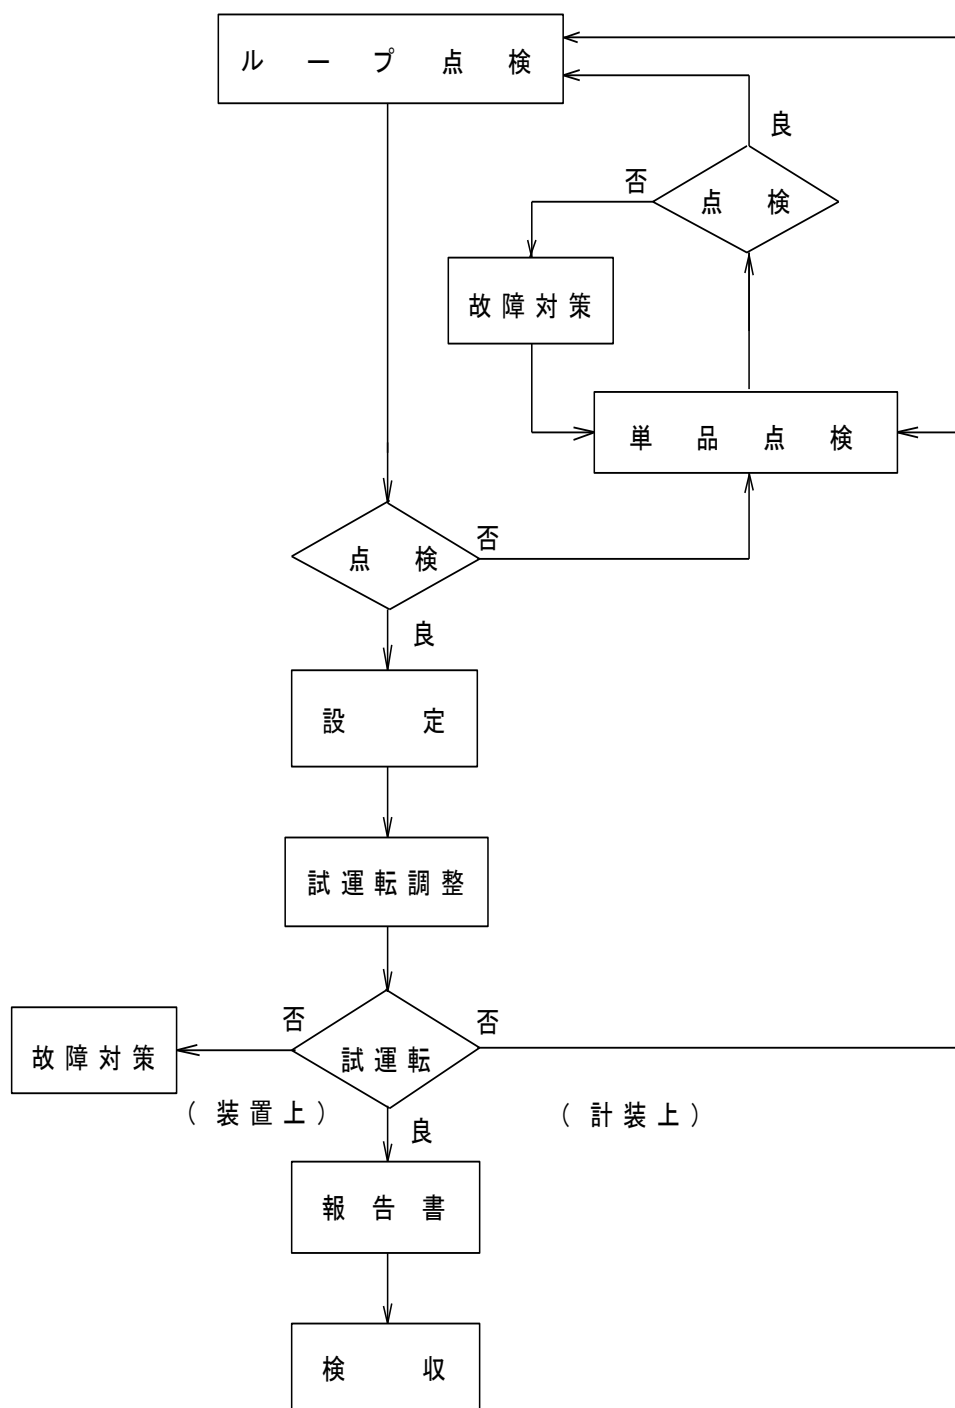 ループ点検
良
否
点検
故障対策
単品点検
否
点検
良
設定
試運転調整
否
否
故障対策
試運転
(装置上)
(計装上)
良
報告書
検収